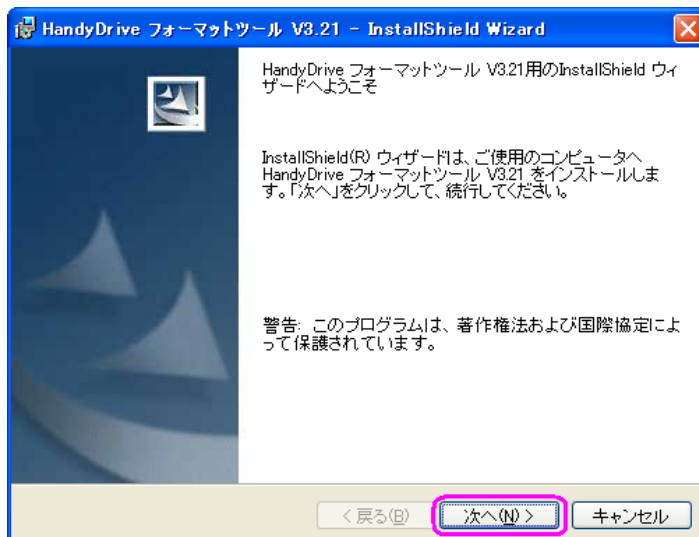 HandyDrive フォーマットツール V3.21 - InstallShield Wizard
HandyDrive フォーマットツール V3.21用のInstallShield ウィ
ザードへようこそ
InstallShield(R) ウィザードは、ご使用のコンピュータへ
HandyDrive フォーマットツール V3.21 をインストールしま
す。「次へ」をクリックして、続行してください。
警告: このプログラムは、著作権法および国際協定によ
って保護されています。
< 戻る(B) 次へ(N) > キャンセル